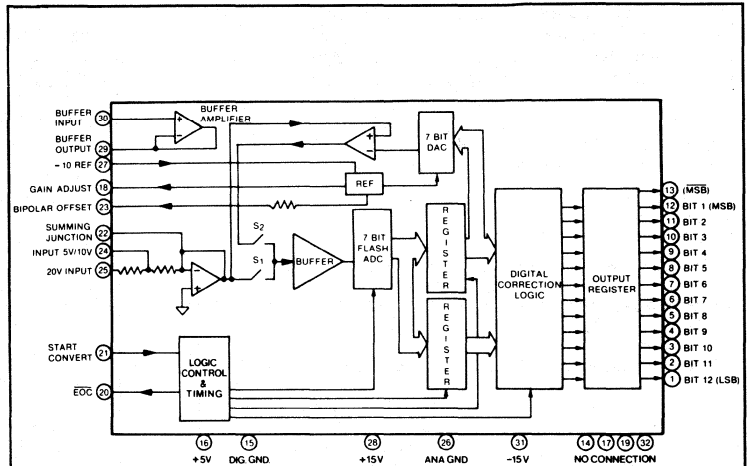 BUFFER INPUT 30
BUFFER AMPLIFIER
BUFFER OUTPUT 29
- 10 REF 27
GAIN ADJUST 18
BIPOLAR OFFSET 23
SUMMING JUNCTION 22
INPUT 5V/10V 24
20V INPUT 25
START CONVERT 21
EOC 20
+
-
+
-
7 BIT DAC
REF
S2
S1
-
+
BUFFER
7 BIT FLASH ADC
REGISTER
REGISTER
DIGITAL CORRECTION LOGIC
OUTPUT REGISTER
LOGIC CONTROL & TIMING
13 (MSB)
12 BIT 1 (MSB)
11 BIT 2
10 BIT 3
9 BIT 4
8 BIT 5
7 BIT 6
6 BIT 7
5 BIT 8
4 BIT 9
3 BIT 10
2 BIT 11
1 BIT 12 (LSB)
16 15 28 26 31 14 17 19 32
+5V DIG. GND. +15V ANA GND -15V NO CONNECTION